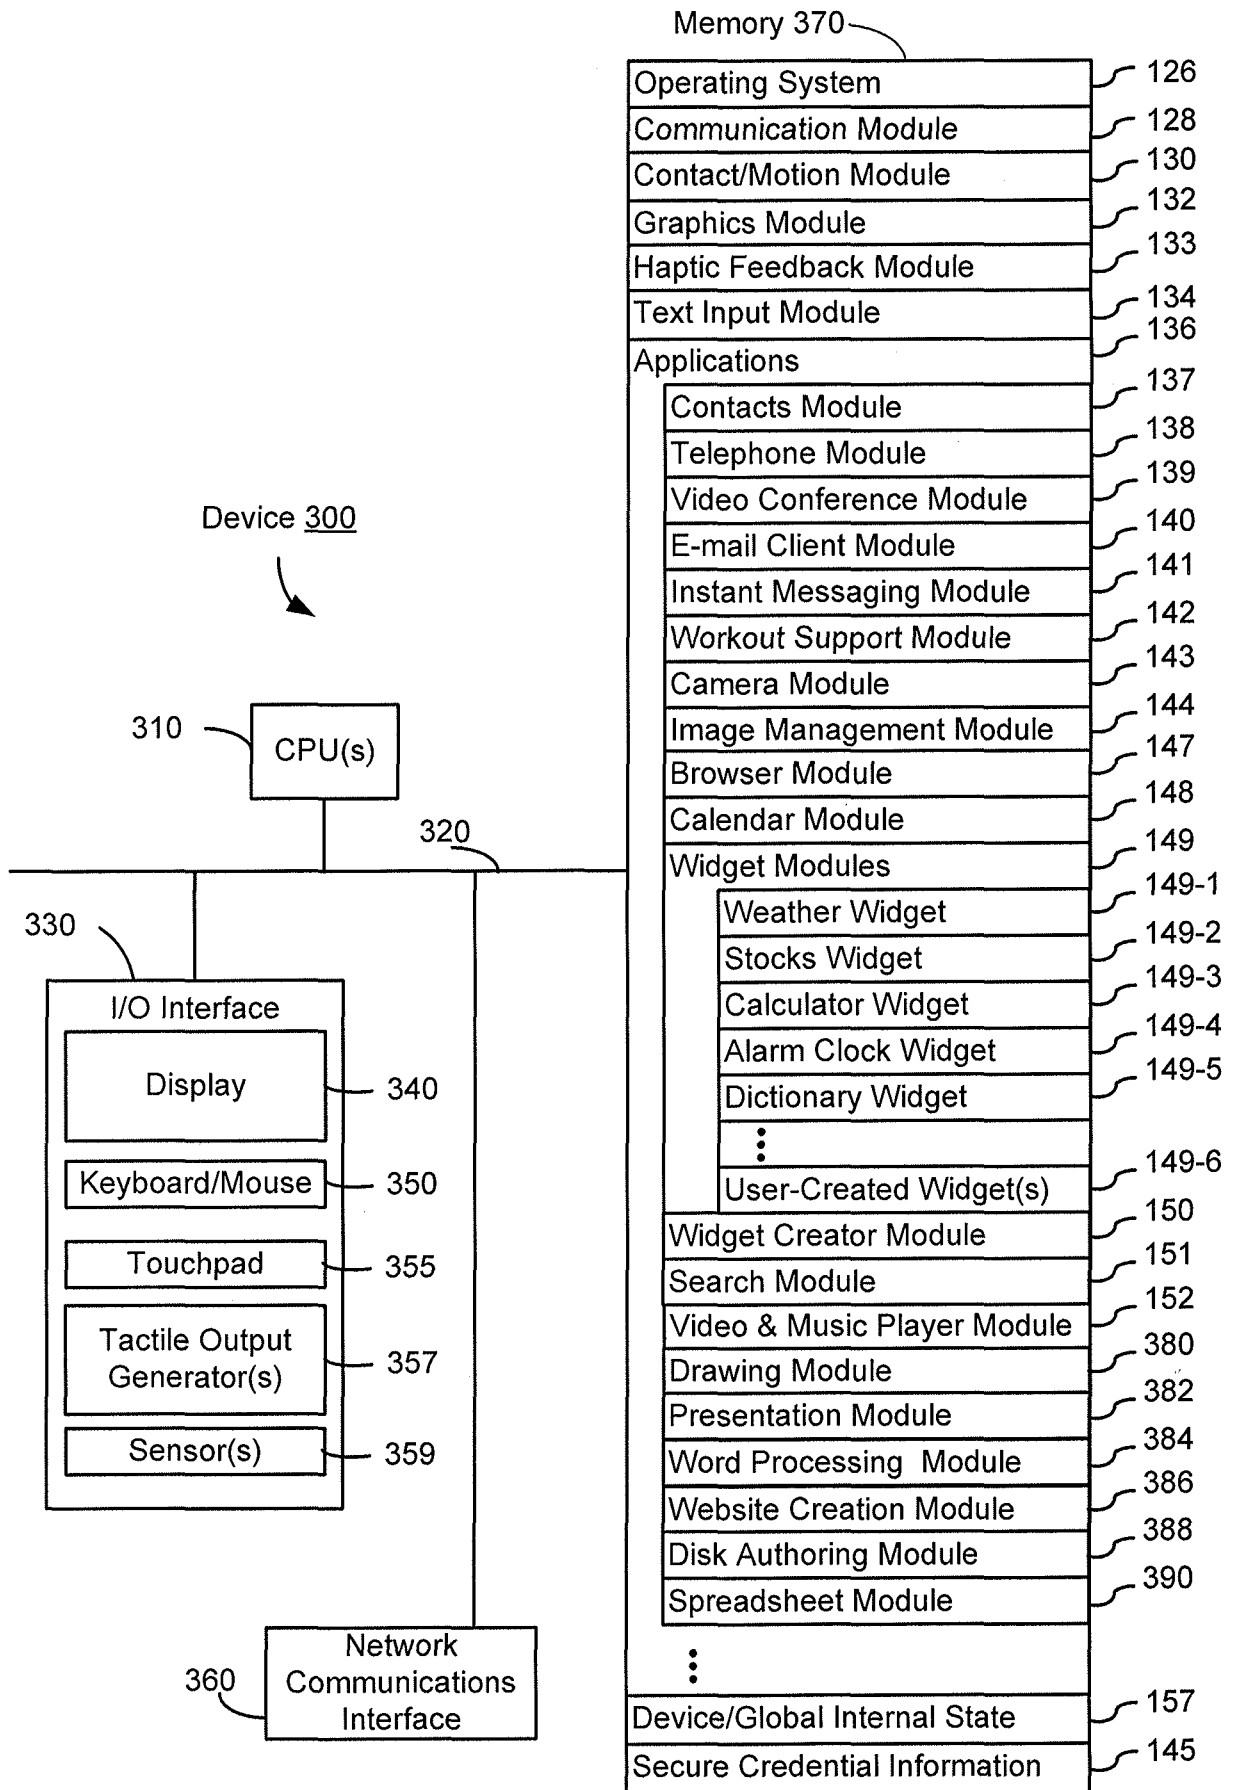 Memory 370
Operating System 126
Communication Module 128
Contact/Motion Module 130
Graphics Module 132
Haptic Feedback Module 133
Text Input Module 134
Applications 136
Contacts Module 137
Telephone Module 138
Video Conference Module 139
E-mail Client Module 140
Instant Messaging Module 141
Workout Support Module 142
Camera Module 143
Image Management Module 144
Browser Module 147
Calendar Module 148
Widget Modules 149
Weather Widget 149-1
Stocks Widget 149-2
Calculator Widget 149-3
Alarm Clock Widget 149-4
Dictionary Widget 149-5
User-Created Widget(s) 149-6
Widget Creator Module 150
Search Module 151
Video & Music Player Module 152
Drawing Module 380
Presentation Module 382
Word Processing Module 384
Website Creation Module 386
Disk Authoring Module 388
Spreadsheet Module 390
Device/Global Internal State 157
Secure Credential Information 145
Device 300
310
CPU(s)
320
330
I/O Interface
Display 340
Keyboard/Mouse 350
Touchpad 355
Tactile Output
Generator(s) 357
Sensor(s) 359
360
Network
Communications
Interface